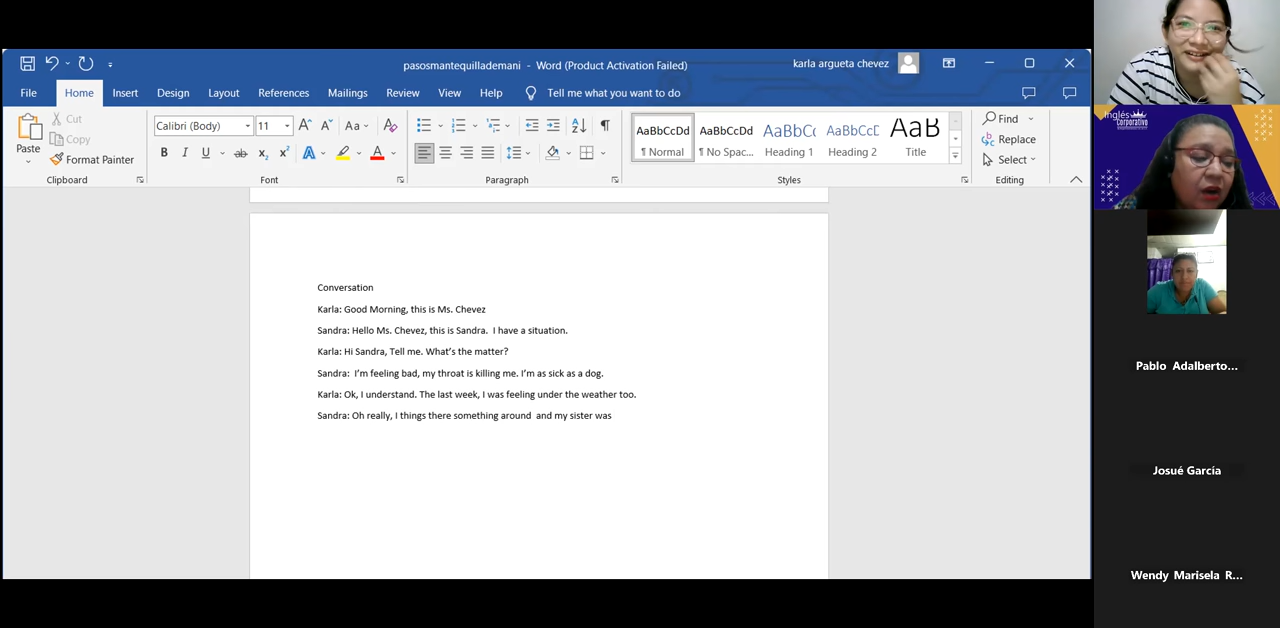 pasosmantequillademani - Word (Product Activation Failed)
karla argueta chevez
File Home Insert Design Layout References Mailings Review View Help Tell me what you want to do
Paste
Cut
Copy
Format Painter
Calibri (Body) 11
AaBbCcDd AaBbCcDd AaBbCc AaBbCcD AaB
¶ Normal ¶ No Spac... Heading 1 Heading 2 Title
Find
Replace
Select
Clipboard Font Paragraph Styles Editing
Conversation
Karla: Good Morning, this is Ms. Chevez
Sandra: Hello Ms. Chevez, this is Sandra. I have a situation.
Karla: Hi Sandra, Tell me. What's the matter?
Sandra: I'm feeling bad, my throat is killing me. I'm as sick as a dog.
Karla: Ok, I understand. The last week, I was feeling under the weather too.
Sandra: Oh really, I things there something around and my sister was
Inglés
Corporativo
Pablo Adalberto...
Josué García
Wendy Marisela R...